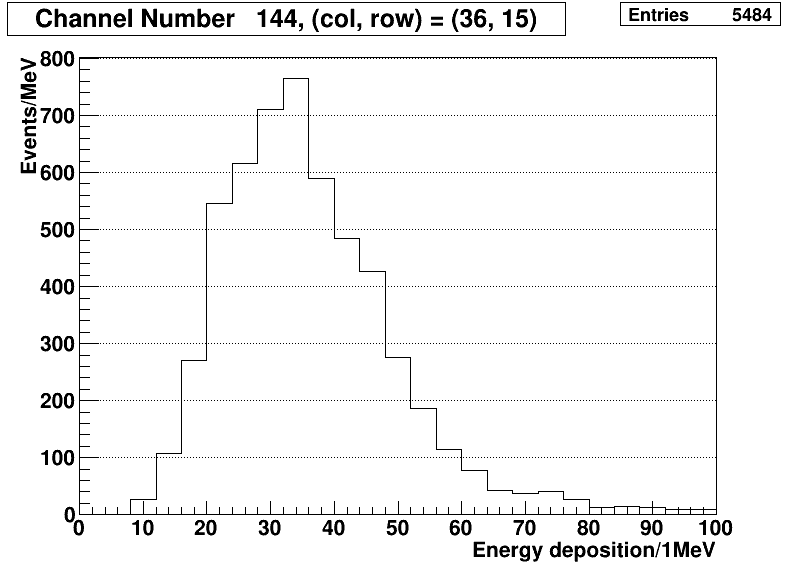 Channel Number 144, (col, row) = (36, 15)
Entries 5484
Events/MeV
800
700
600
500
400
300
200
100
0
0 10 20 30 40 50 60 70 80 90 100
Energy deposition/1MeV